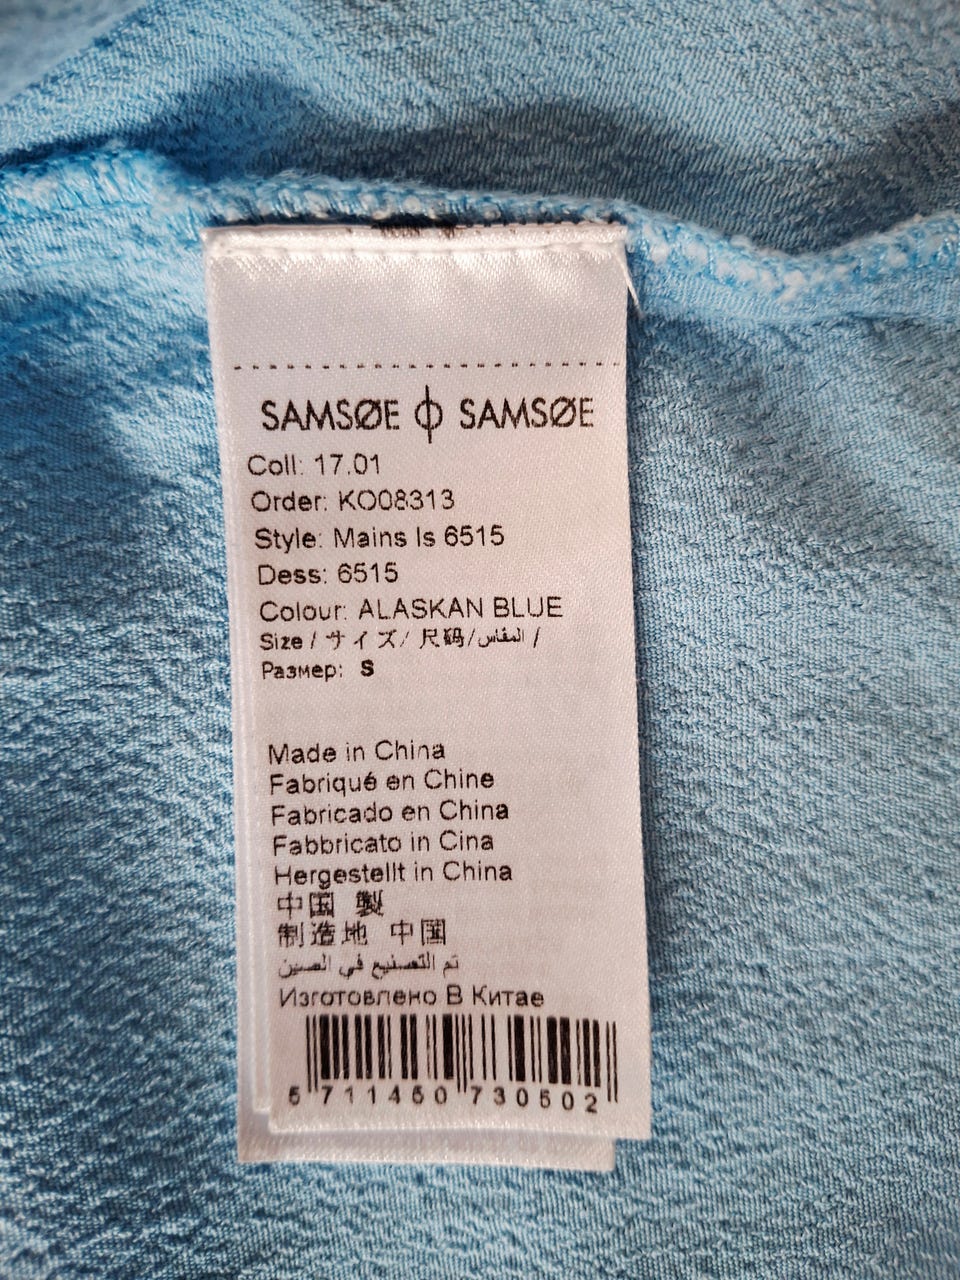 SAMSØE ɸ SAMSØE
Coll: 17.01
Order: KO08313
Style: Mains ls 6515
Dess: 6515
Colour: ALASKAN BLUE
Size / サイズ/ 尺码/المقاس /
Размер: S
Made in China
Fabriqué en Chine
Fabricado en China
Fabbricato in Cina
Hergestellt in China
中国 製
制造地 中国
تم التصنيع في الصين
Изготовлено В Китае
5 711450 730502